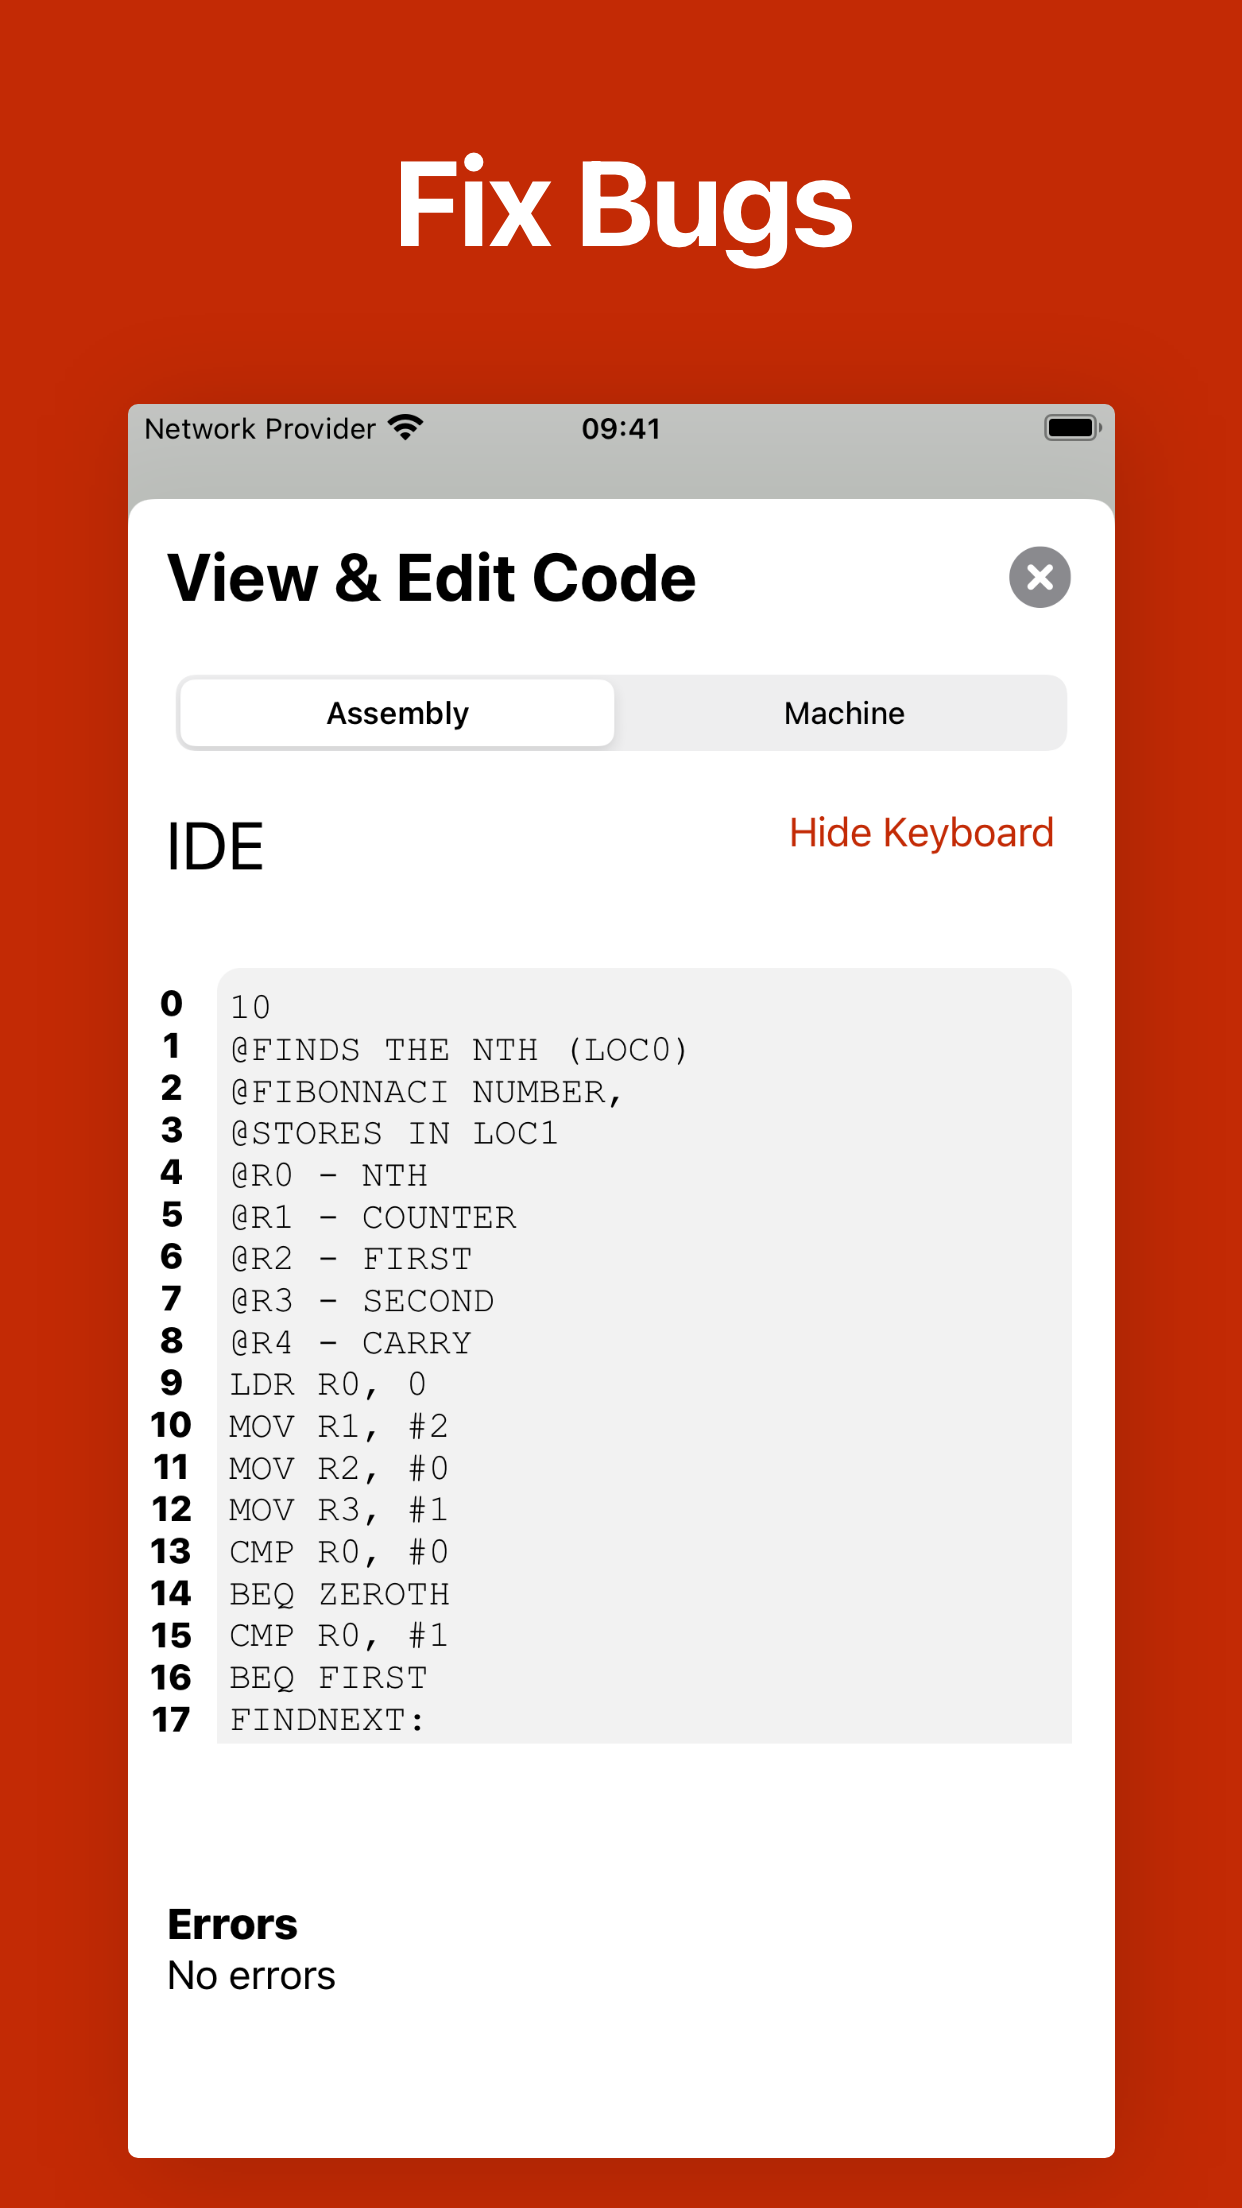 Fix Bugs
Network Provider 09:41
View & Edit Code
Assembly Machine
IDE Hide Keyboard
0 10
1 @FINDS THE NTH (LOC0)
2 @FIBONNACI NUMBER,
3 @STORES IN LOC1
4 @R0 - NTH
5 @R1 - COUNTER
6 @R2 - FIRST
7 @R3 - SECOND
8 @R4 - CARRY
9 LDR R0, 0
10 MOV R1, #2
11 MOV R2, #0
12 MOV R3, #1
13 CMP R0, #0
14 BEQ ZEROTH
15 CMP R0, #1
16 BEQ FIRST
17 FINDNEXT:
Errors
No errors